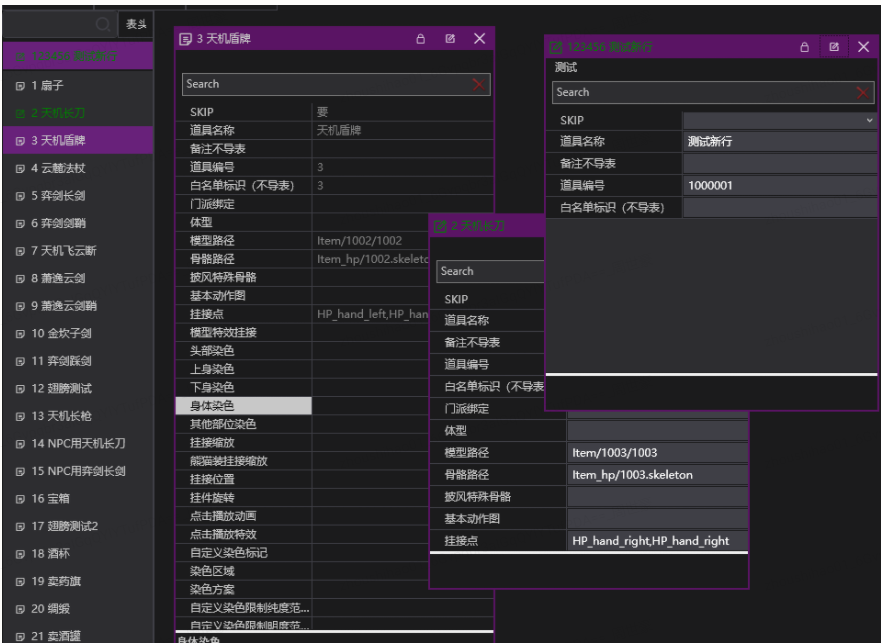 表头
123456 测试新行
1 扇子
2 天机长刀
3 天机盾牌
4 云麓法杖
5 弈剑长剑
6 弈剑剑鞘
7 天机飞云断
8 萧逸云剑
9 萧逸云剑鞘
10 金坎子剑
11 弈剑踩剑
12 翅膀测试
13 天机长枪
14 NPC用天机长刀
15 NPC用弈剑长剑
16 宝箱
17 翅膀测试2
18 酒杯
19 卖药旗
20 绸缎
21 卖酒罐
3 天机盾牌
Search
SKIP 要
道具名称 天机盾牌
备注不导表
道具编号 3
白名单标识（不导表） 3
门派绑定
体型
模型路径 Item/1002/1002
骨骼路径 Item_hp/1002.skeletc
披风特殊骨骼
基本动作图
挂接点 HP_hand_left,HP_han
模型特效挂接
头部染色
上身染色
下身染色
身体染色
其他部位染色
挂接缩放
熊猫装挂接缩放
挂接位置
挂件旋转
点击播放动画
点击播放特效
自定义染色标记
染色区域
染色方案
自定义染色限制纯度范...
自定义染色限制明度范...
身体染色
2 天机长刀
Search
SKIP
道具名称
备注不导表
道具编号
白名单标识（不导表
门派绑定
体型
模型路径 Item/1003/1003
骨骼路径 Item_hp/1003.skeleton
披风特殊骨骼
基本动作图
挂接点 HP_hand_right,HP_hand_right
123456 测试新行
测试
Search
SKIP
道具名称 测试新行
备注不导表
道具编号 1000001
白名单标识（不导表）